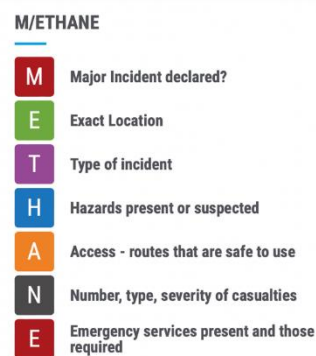 M/ETHANE
M Major Incident declared?
E Exact Location
T Type of incident
H Hazards present or suspected
A Access - routes that are safe to use
N Number, type, severity of casualties
E Emergency services present and those
required